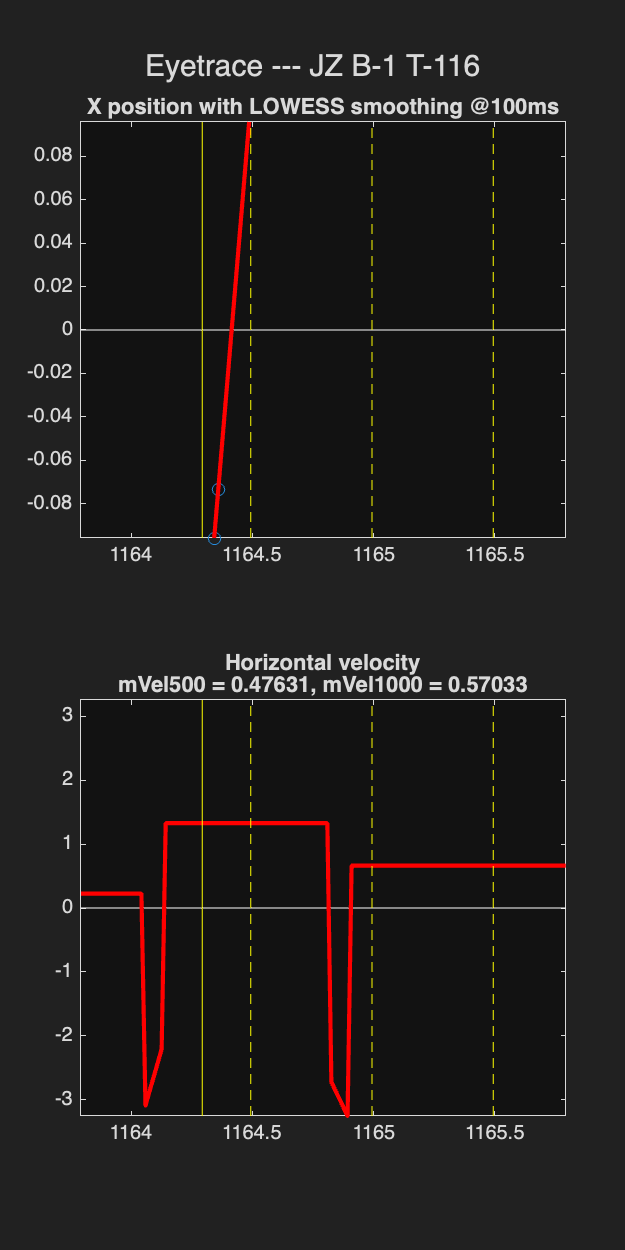 Eyetrace --- JZ B-1 T-116
X position with LOWESS smoothing @100ms
0.08
0.06
0.04
0.02
0
-0.02
-0.04
-0.06
-0.08
1164 1164.5 1165 1165.5
Horizontal velocity
mVel500 = 0.47631, mVel1000 = 0.57033
3
2
1
0
-1
-2
-3
1164 1164.5 1165 1165.5